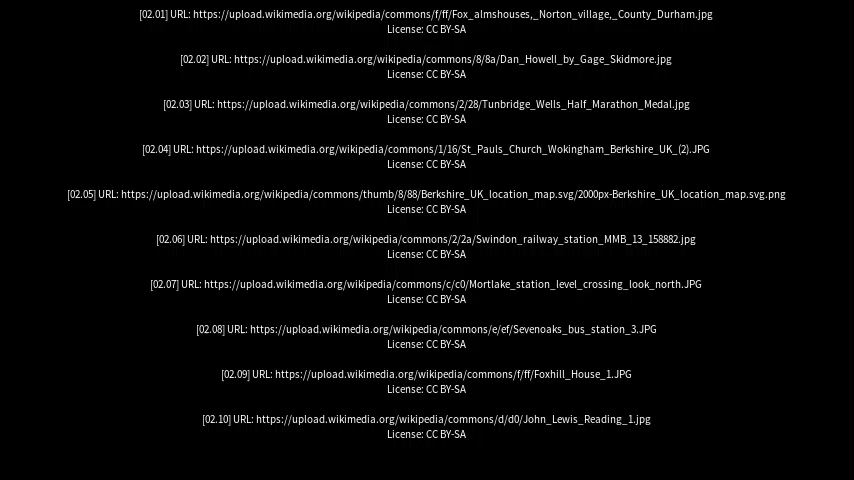 [02.01] URL: https://upload.wikimedia.org/wikipedia/commons/f/ff/Fox_almshouses,_Norton_village,_County_Durham.jpg
License: CC BY-SA
[02.02] URL: https://upload.wikimedia.org/wikipedia/commons/8/8a/Dan_Howell_by_Gage_Skidmore.jpg
License: CC BY-SA
[02.03] URL: https://upload.wikimedia.org/wikipedia/commons/2/28/Tunbridge_Wells_Half_Marathon_Medal.jpg
License: CC BY-SA
[02.04] URL: https://upload.wikimedia.org/wikipedia/commons/1/16/St_Pauls_Church_Wokingham_Berkshire_UK_(2).JPG
License: CC BY-SA
[02.05] URL: https://upload.wikimedia.org/wikipedia/commons/thumb/8/88/Berkshire_UK_location_map.svg/2000px-Berkshire_UK_location_map.svg.png
License: CC BY-SA
[02.06] URL: https://upload.wikimedia.org/wikipedia/commons/2/2a/Swindon_railway_station_MMB_13_158882.jpg
License: CC BY-SA
[02.07] URL: https://upload.wikimedia.org/wikipedia/commons/c/c0/Mortlake_station_level_crossing_look_north.JPG
License: CC BY-SA
[02.08] URL: https://upload.wikimedia.org/wikipedia/commons/e/ef/Sevenoaks_bus_station_3.JPG
License: CC BY-SA
[02.09] URL: https://upload.wikimedia.org/wikipedia/commons/f/ff/Foxhill_House_1.JPG
License: CC BY-SA
[02.10] URL: https://upload.wikimedia.org/wikipedia/commons/d/d0/John_Lewis_Reading_1.jpg
License: CC BY-SA